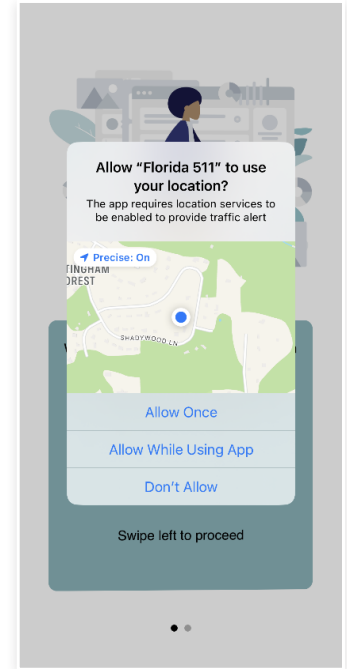 Allow “Florida 511” to use
your location?
The app requires location services to
be enabled to provide traffic alert
Precise: On
TINGHAM
OREST
SHADYWOOD LN
Allow Once
Allow While Using App
Don’t Allow
Swipe left to proceed